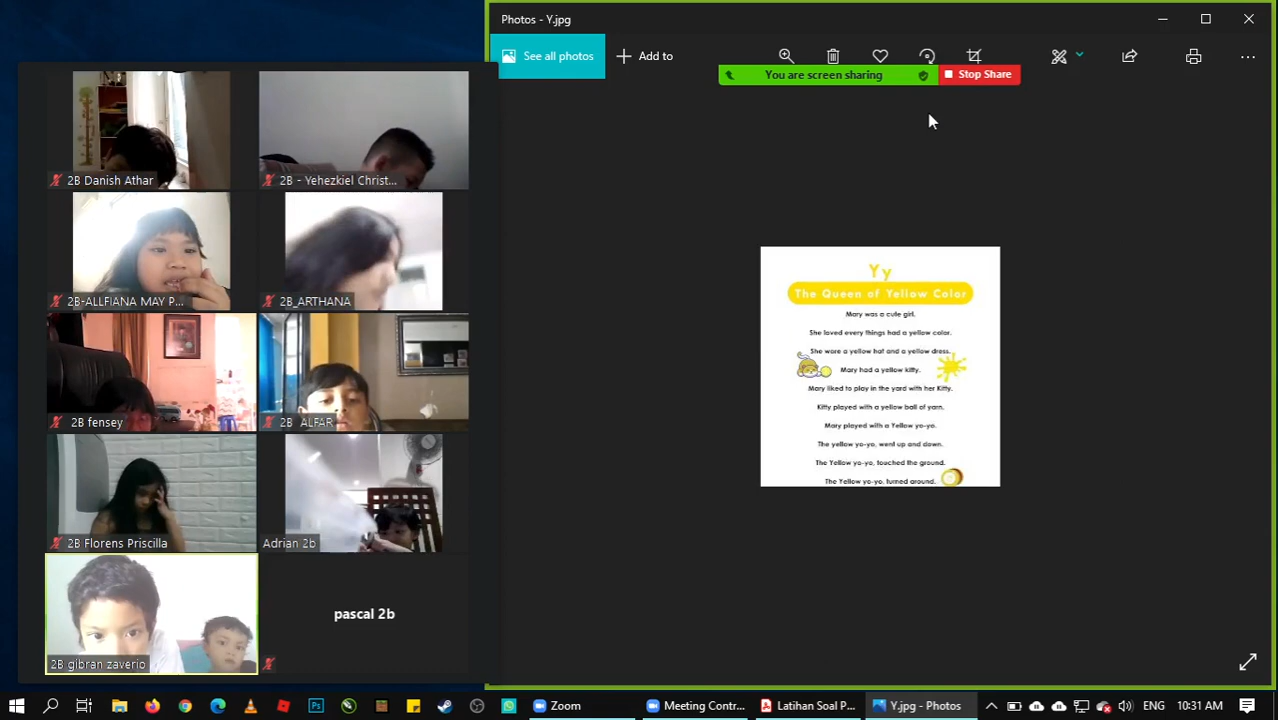 Photos - Y.jpg
See all photos
Add to
You are screen sharing
Stop Share
2B Danish Athar
2B - Yehezkiel Christ...
2B-ALLFIANA MAY P...
2B_ARTHANA
2B fensey
2B ALFAR
2B Florens Priscilla
Adrian 2b
2B gibran zaverio
pascal 2b
Yy
The Queen of Yellow Color
Mary was a cute girl.
She loved every things had a yellow color.
She wore a yellow hat and a yellow dress.
Mary had a yellow kitty.
Mary liked to play in the yard with her Kitty.
Kitty played with a yellow ball of yarn.
Mary played with a Yellow yo-yo.
The yellow yo-yo, went up and down.
The Yellow yo-yo, touched the ground.
The Yellow yo-yo, turned around.
Zoom
Meeting Contr...
Latihan Soal P...
Y.jpg - Photos
ENG
10:31 AM